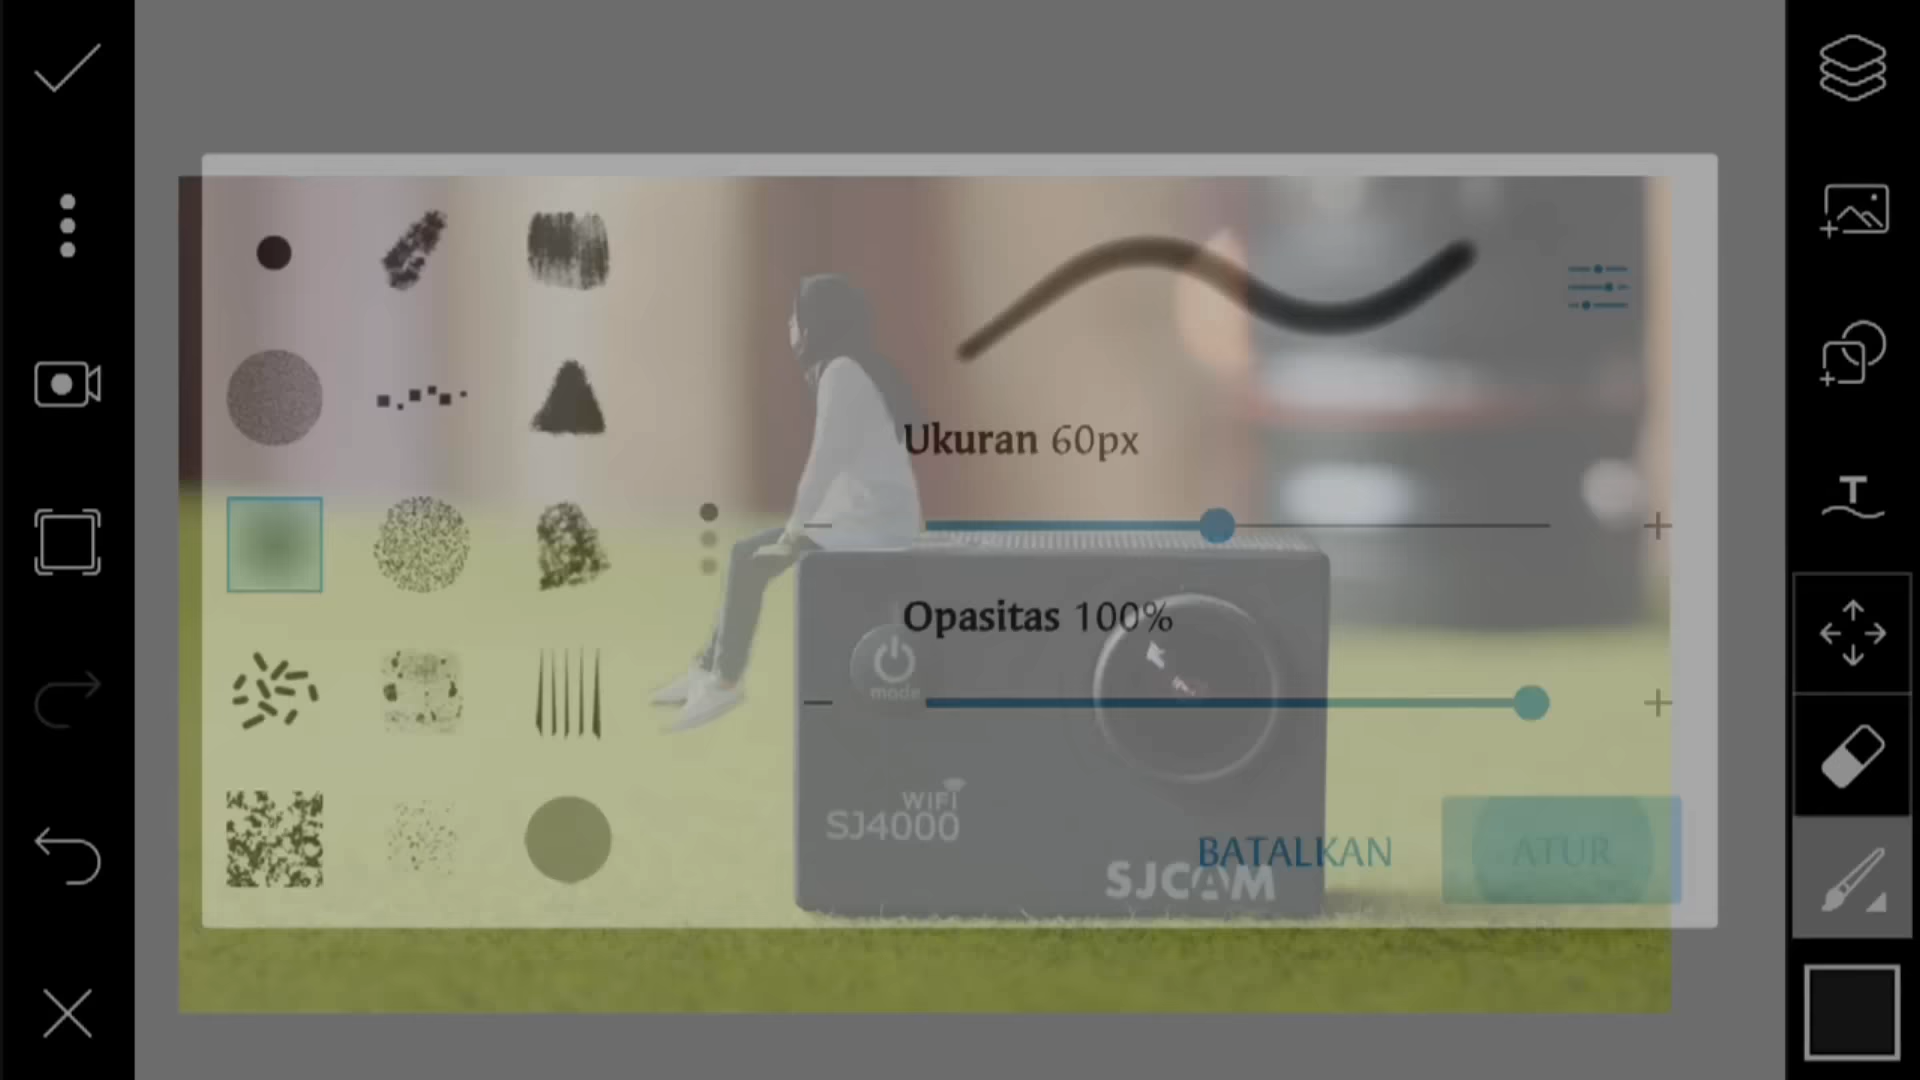 Ukuran 60px
Opasitas 100%
mode
WiFi
SJ4000
BATALKAN
ATUR
SJCAM
T